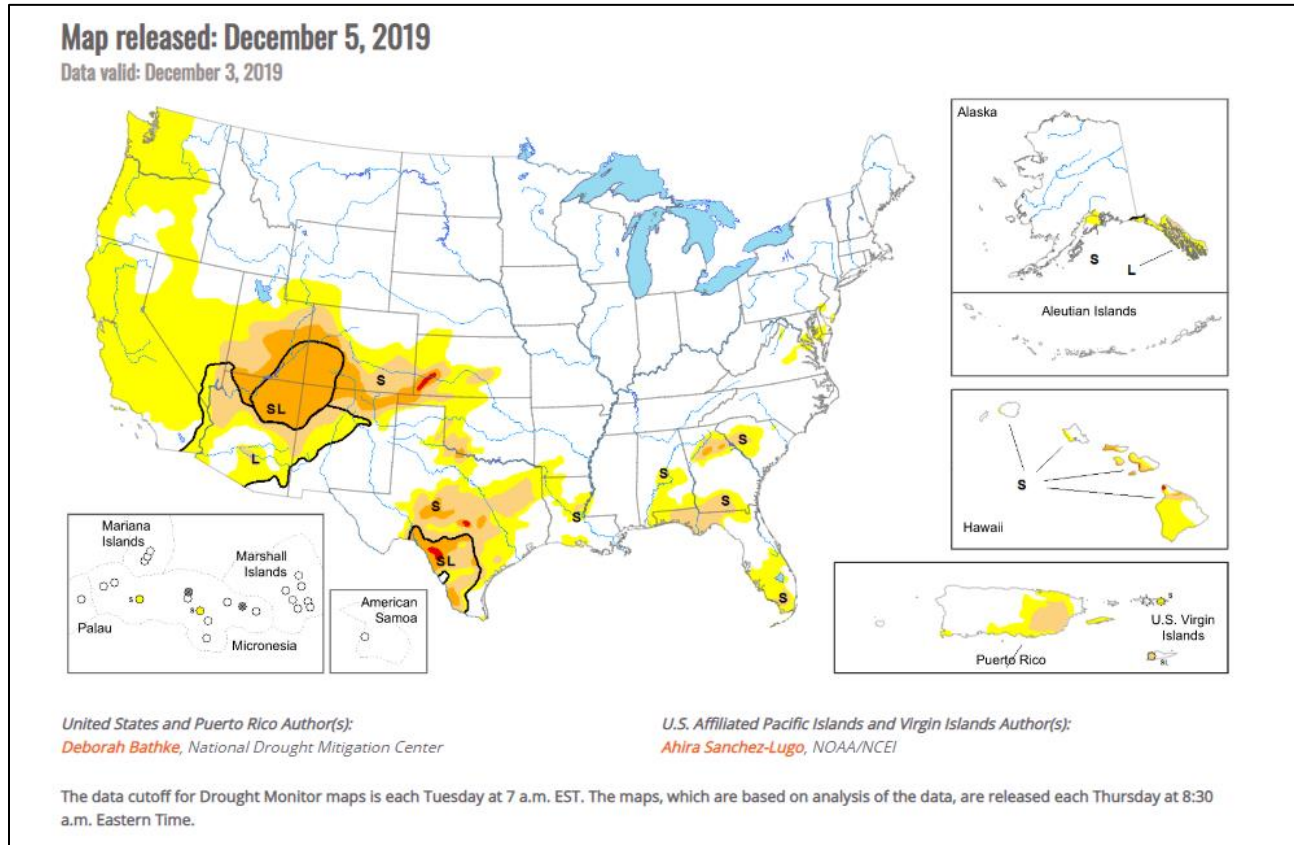 Map released: December 5, 2019
Data valid: December 3, 2019
Alaska
S
L
Aleutian Islands
S
SL
L
S
SL
S
S
S
S
S
S
Hawaii
Mariana
Islands
Marshall
Islands
S
S
Palau
Micronesia
American
Samoa
S
U.S. Virgin
Islands
Puerto Rico
SL
United States and Puerto Rico Author(s):
Deborah Bathke, National Drought Mitigation Center
U.S. Affiliated Pacific Islands and Virgin Islands Author(s):
Ahira Sanchez-Lugo, NOAA/NCEI
The data cutoff for Drought Monitor maps is each Tuesday at 7 a.m. EST. The maps, which are based on analysis of the data, are released each Thursday at 8:30
a.m. Eastern Time.